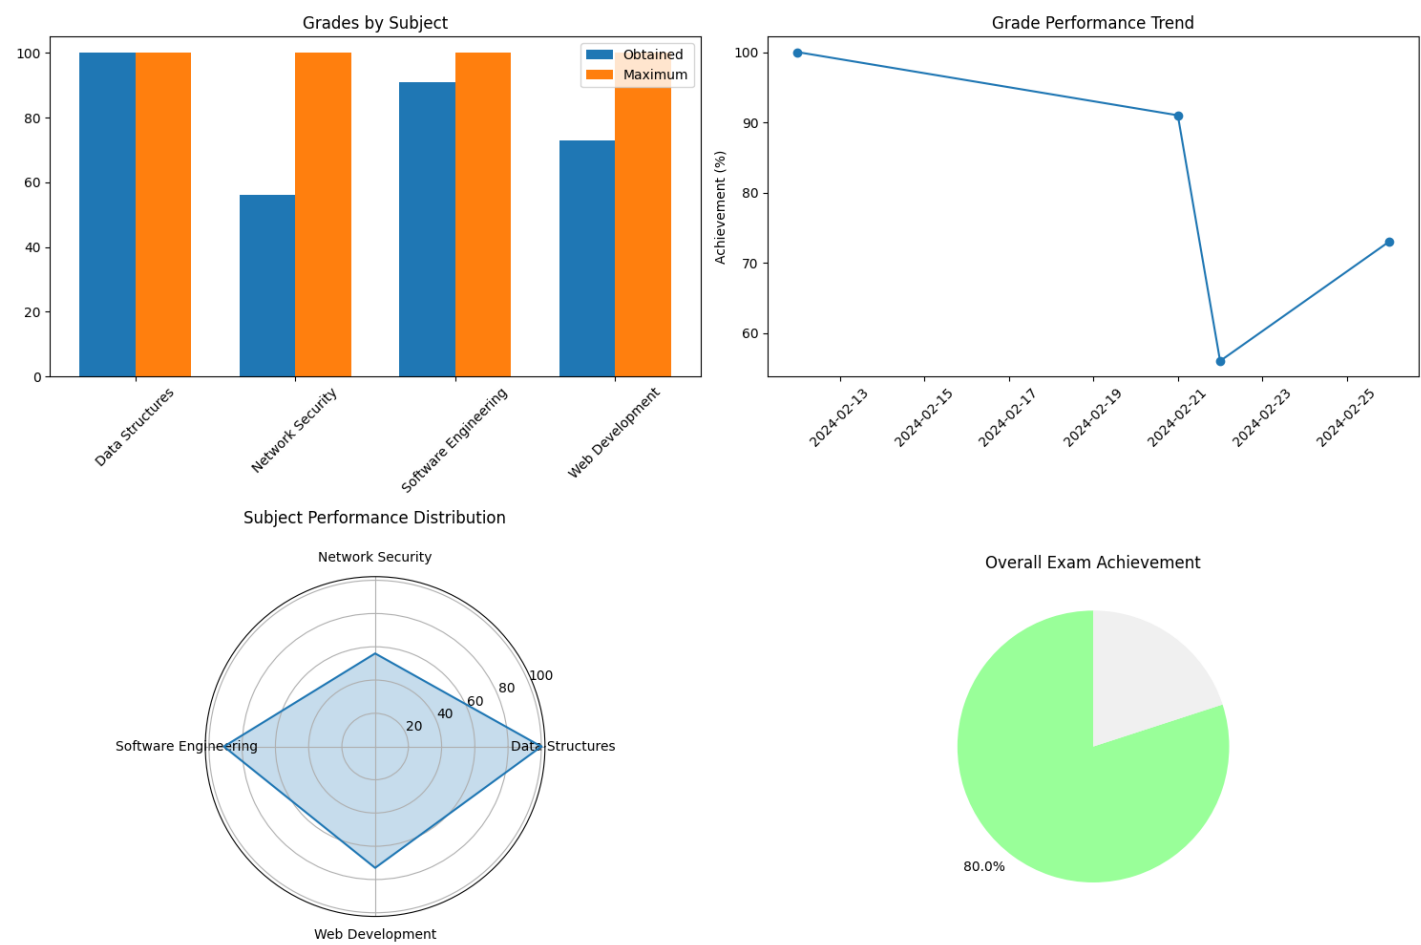 Grades by Subject
100
80
60
40
20
0
Obtained
Maximum
Data Structures
Network Security
Software Engineering
Web Development
Grade Performance Trend
Achievement (%)
100
90
80
70
60
2024-02-13
2024-02-15
2024-02-17
2024-02-19
2024-02-21
2024-02-23
2024-02-25
Subject Performance Distribution
Network Security
100
80
60
40
20
Software Engineering
Data Structures
Web Development
Overall Exam Achievement
80.0%